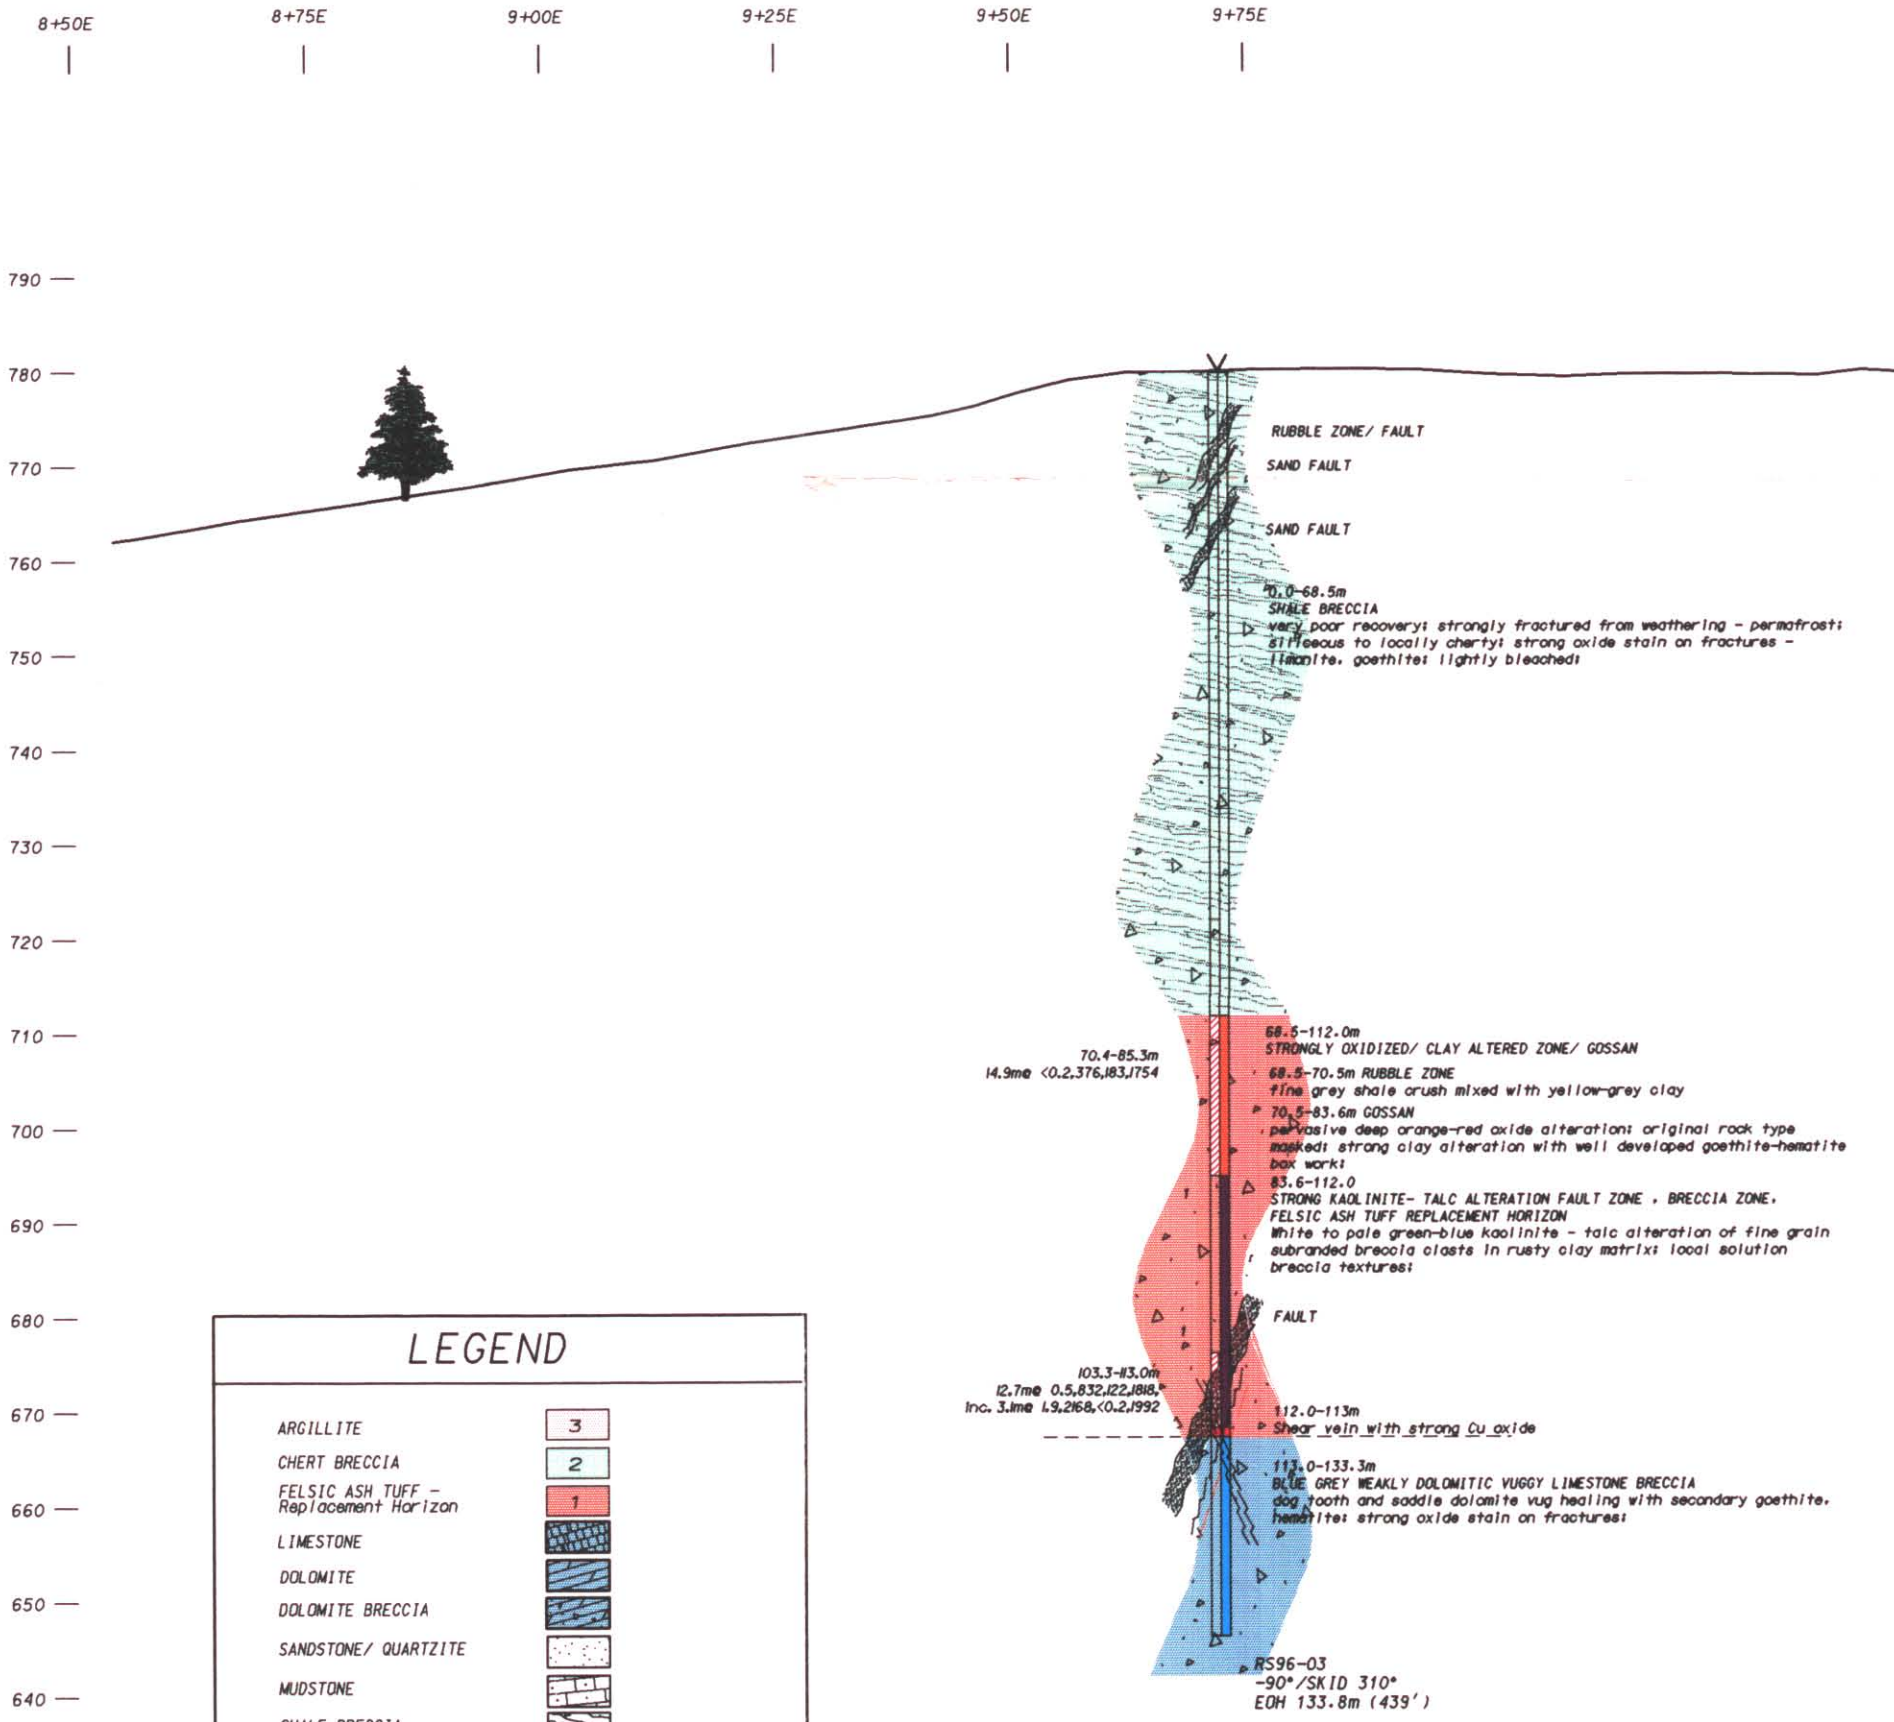 8+50E 8+75E 9+00E 9+25E 9+50E 9+75E
790
780
770
760
750
740
730
720
710
700
690
680
670
660
650
640
RUBBLE ZONE/ FAULT
SAND FAULT
SAND FAULT
0.0-68.5m
SHALE BRECCIA
very poor recovery; strongly fractured from weathering - permafrost;
siliceous to locally cherty; strong oxide stain on fractures -
limonite, goethite; lightly bleached;
68.5-112.0m
STRONGLY OXIDIZED/ CLAY ALTERED ZONE/ GOSSAN
68.5-70.5m RUBBLE ZONE
fine grey shale crush mixed with yellow-grey clay
70.5-83.6m GOSSAN
pervasive deep orange-red oxide alteration; original rock type
masked; strong clay alteration with well developed goethite-hematite
box work;
83.6-112.0
STRONG KAOLINITE- TALC ALTERATION FAULT ZONE , BRECCIA ZONE,
FELSIC ASH TUFF REPLACEMENT HORIZON
White to pale green-blue kaolinite - talc alteration of fine grain
subranded breccia clasts in rusty clay matrix; local solution
breccia textures;
FAULT
112.0-113m
Shear vein with strong Cu oxide
113.0-133.3m
BLUE GREY WEAKLY DOLOMITIC VUGGY LIMESTONE BRECCIA
dog tooth and saddle dolomite vug healing with secondary goethite,
hematite; strong oxide stain on fractures;
70.4-85.3m
14.9m@ <0.2,376,183,1754
103.3-113.0m
12.7m@ 0.5,832,122,1818,
Inc. 3.1m@ 1.9,2168,<0.2,1992
RS96-03
-90°/SKID 310°
EOH 133.8m (439')
LEGEND
ARGILLITE 3
CHERT BRECCIA 2
FELSIC ASH TUFF -
Replacement Horizon 1
LIMESTONE
DOLOMITE
DOLOMITE BRECCIA
SANDSTONE/ QUARTZITE
MUDSTONE